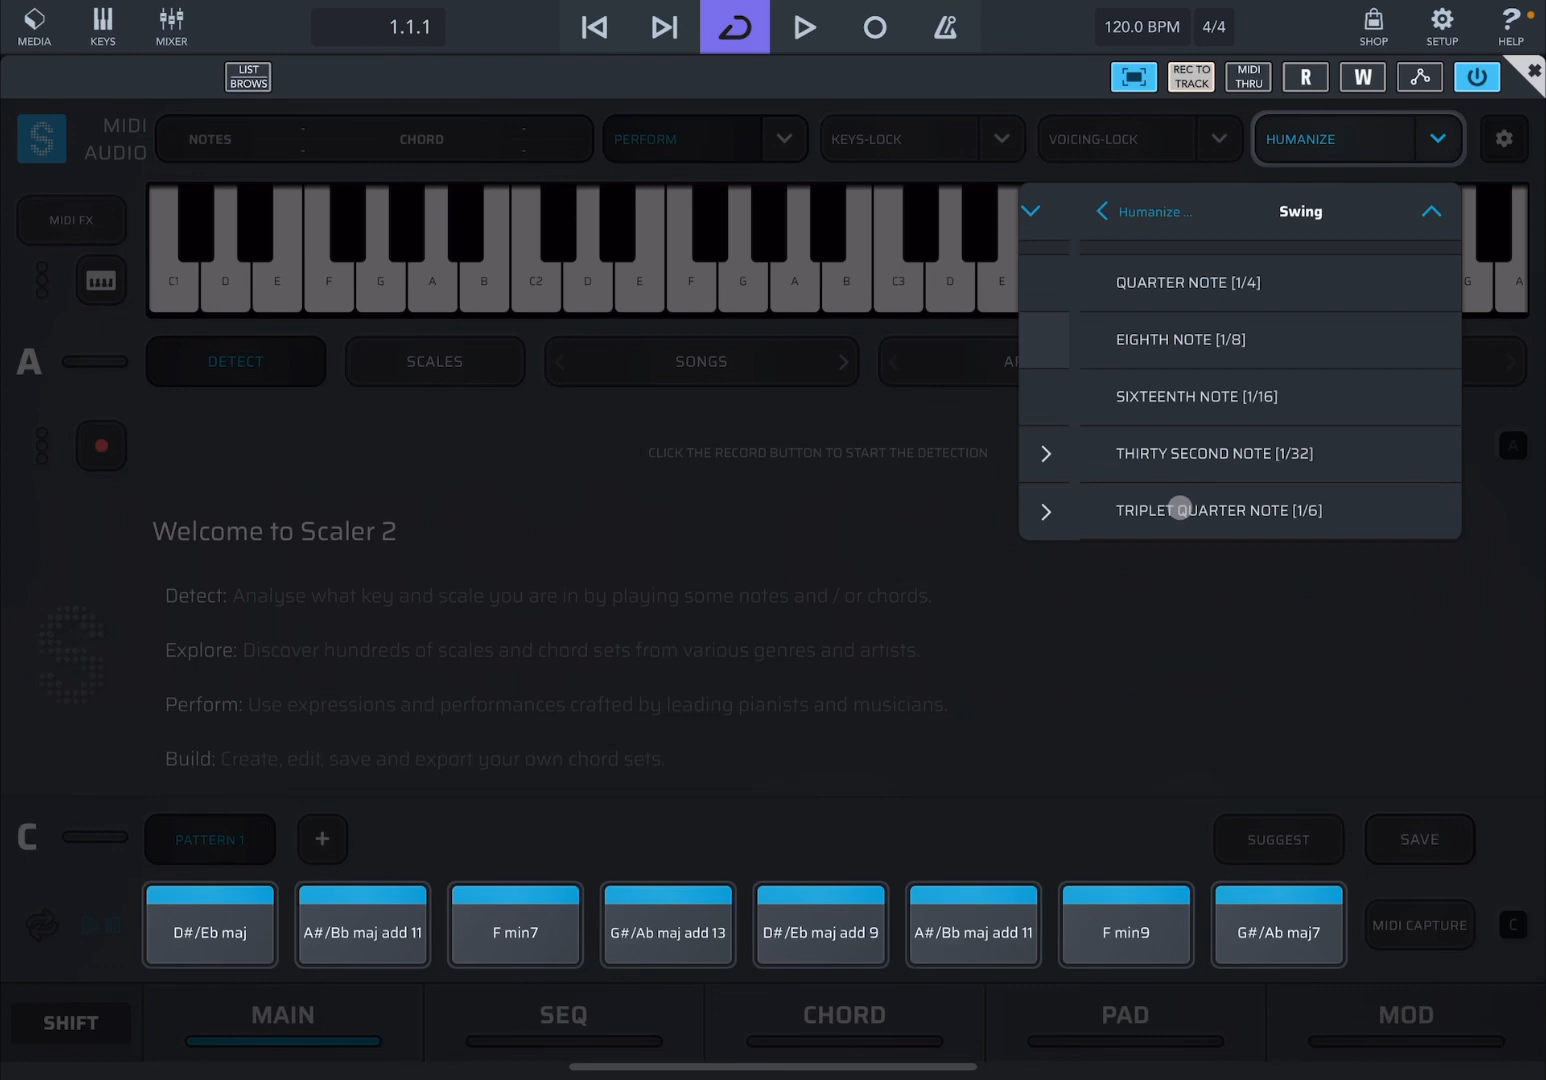 1.1.1
120.0 BPM
4/4
MEDIA
KEYS
MIXER
SHOP
SETUP
HELP
LIST
BROWS
REC TO
TRACK
MIDI
THRU
R
W
S
MIDI
AUDIO
NOTES
-
-
CHORD
-
-
PERFORM
KEYS-LOCK
VOICING-LOCK
HUMANIZE
MIDI FX
Humanize ...
Swing
C1 D E F G A B C2 D E F G A B C3 D E G A
QUARTER NOTE [1/4]
EIGHTH NOTE [1/8]
SIXTEENTH NOTE [1/16]
THIRTY SECOND NOTE [1/32]
TRIPLET QUARTER NOTE [1/6]
A
DETECT
SCALES
SONGS
AR
CLICK THE RECORD BUTTON TO START THE DETECTION
A
Welcome to Scaler 2
Detect: Analyse what key and scale you are in by playing some notes and / or chords.
Explore: Discover hundreds of scales and chord sets from various genres and artists.
Perform: Use expressions and performances crafted by leading pianists and musicians.
Build: Create, edit, save and export your own chord sets.
C
PATTERN 1
+
SUGGEST
SAVE
D#/Eb maj
A#/Bb maj add 11
F min7
G#/Ab maj add 13
D#/Eb maj add 9
A#/Bb maj add 11
F min9
G#/Ab maj7
MIDI CAPTURE
C
SHIFT
MAIN
SEQ
CHORD
PAD
MOD